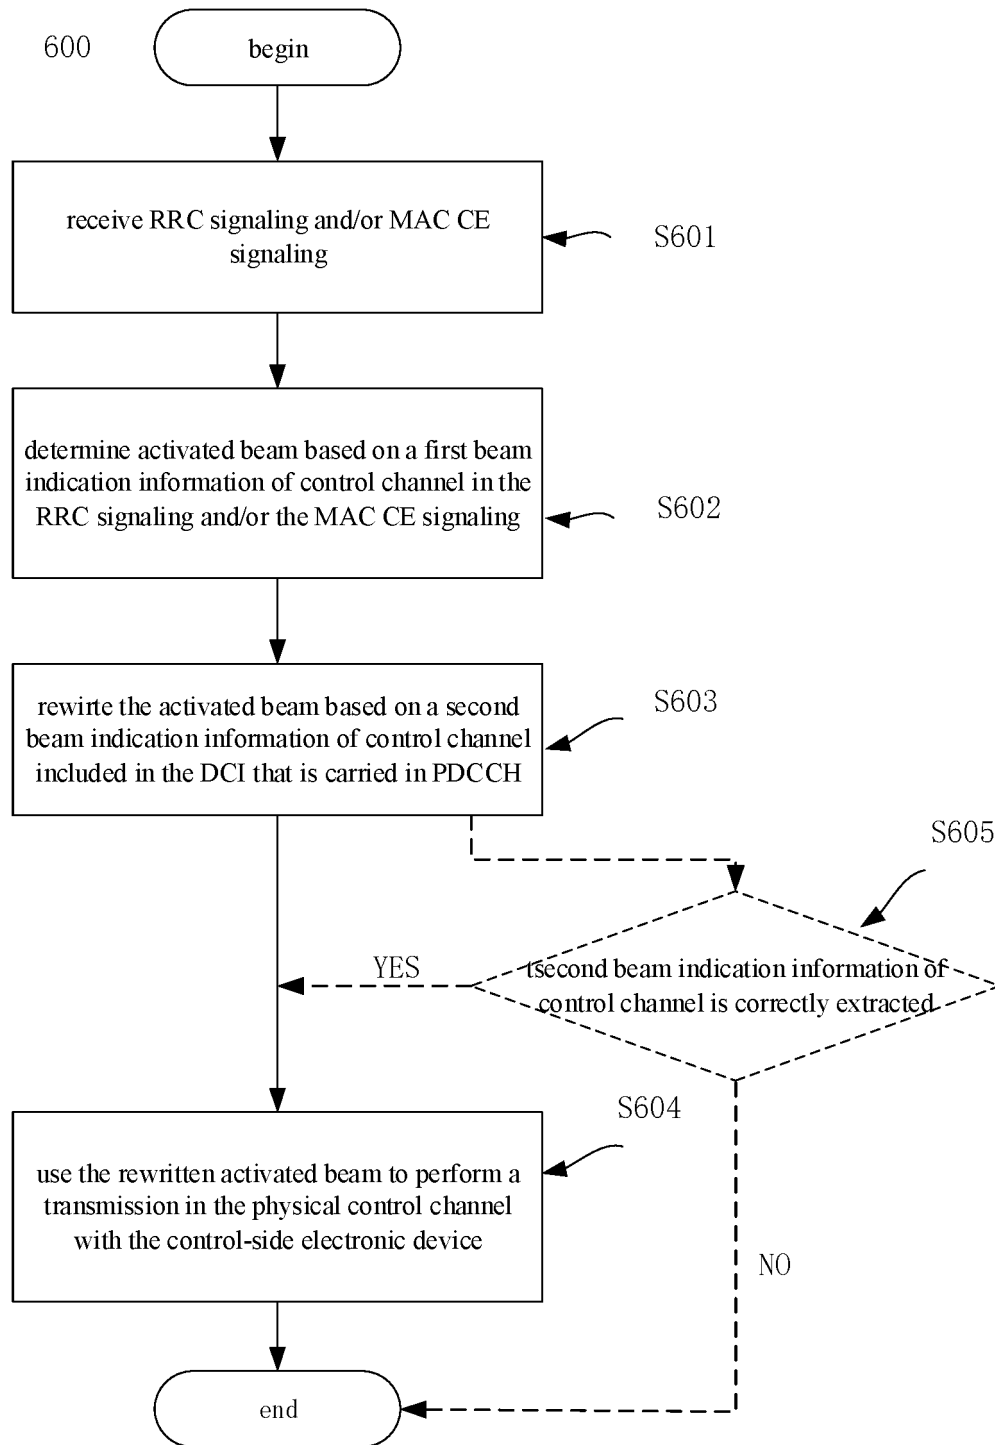 600
begin
receive RRC signaling and/or MAC CE
signaling
S601
determine activated beam based on a first beam
indication information of control channel in the
RRC signaling and/or the MAC CE signaling
S602
rewirte the activated beam based on a second
beam indication information of control channel
included in the DCI that is carried in PDCCH
S603
S605
YES
tsecond beam indication information of
control channel is correctly extracted
S604
use the rewritten activated beam to perform a
transmission in the physical control channel
with the control-side electronic device
NO
end